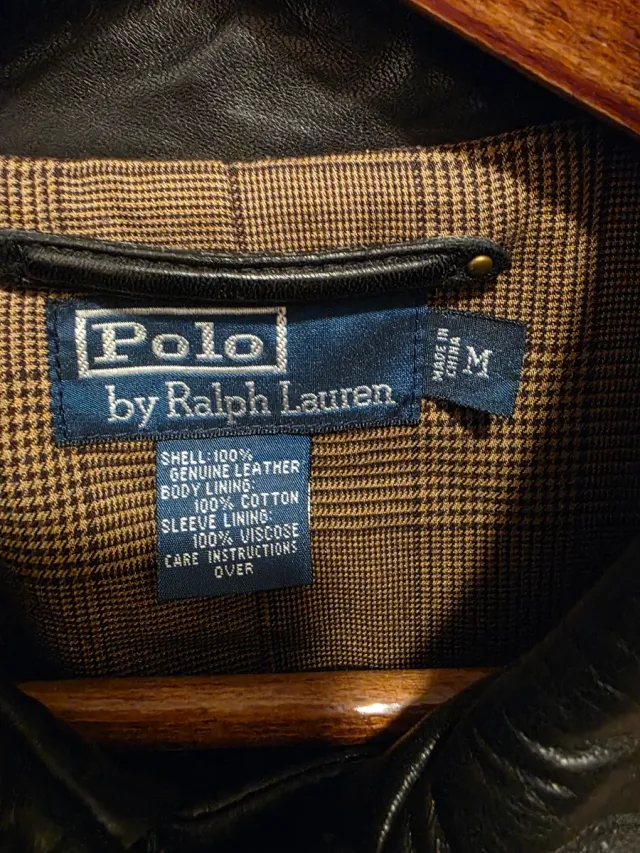 Polo
by Ralph Lauren
MADE IN
CHINA
M
SHELL:100%
GENUINE LEATHER
BODY LINING:
100% COTTON
SLEEVE LINING:
100% VISCOSE
CARE INSTRUCTIONS
OVER